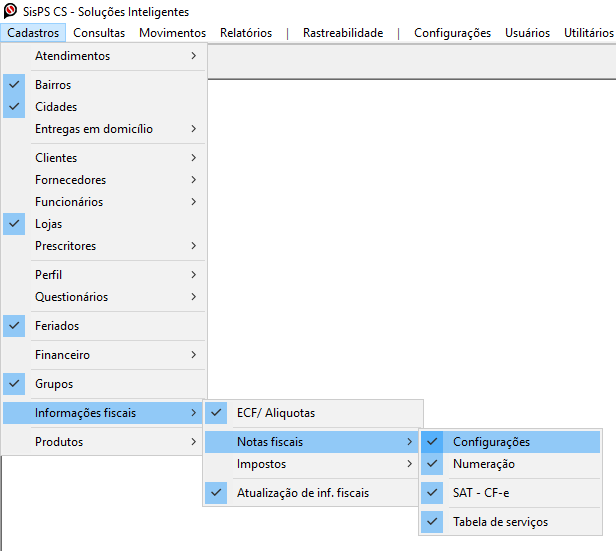 SisPS CS - Soluções Inteligentes
Cadastros Consultas Movimentos Relatórios | Rastreabilidade | Configurações Usuários Utilitários
Atendimentos
Bairros
Cidades
Entregas em domicílio
Clientes
Fornecedores
Funcionários
Lojas
Prescritores
Perfil
Questionários
Feriados
Financeiro
Grupos
Informações fiscais
Produtos
ECF/ Aliquotas
Notas fiscais
Impostos
Atualização de inf. fiscais
Configurações
Numeração
SAT - CF-e
Tabela de serviços